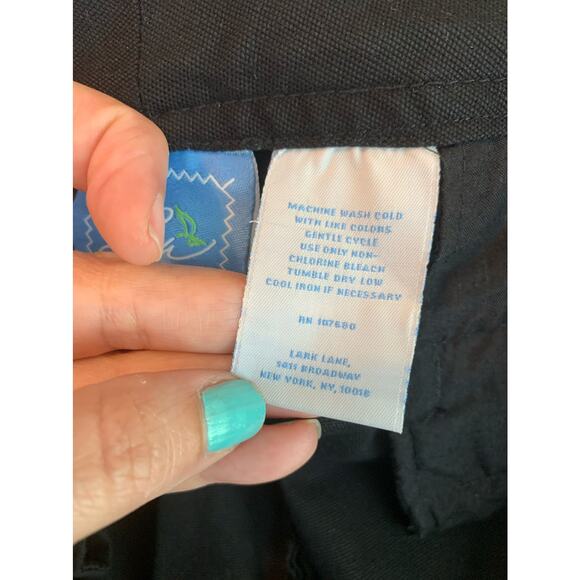 MACHINE WASH COLD
WITH LIKE COLORS
GENTLE CYCLE
USE ONLY NON-
CHLORINE BLEACH
TUMBLE DRY LOW
COOL IRON IF NECESSARY
RN 107680
LARK LANE,
1411 BROADWAY
NEW YORK, NY, 10018